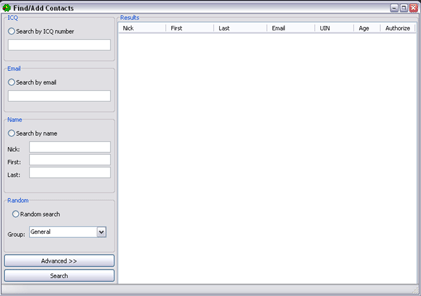 Find/Add Contacts
ICQ
Search by ICQ number
Email
Search by email
Name
Search by name
Nick:
First:
Last:
Random
Random search
Group: General
Advanced >>
Search
Results
Nick First Last Email UIN Age Authorize